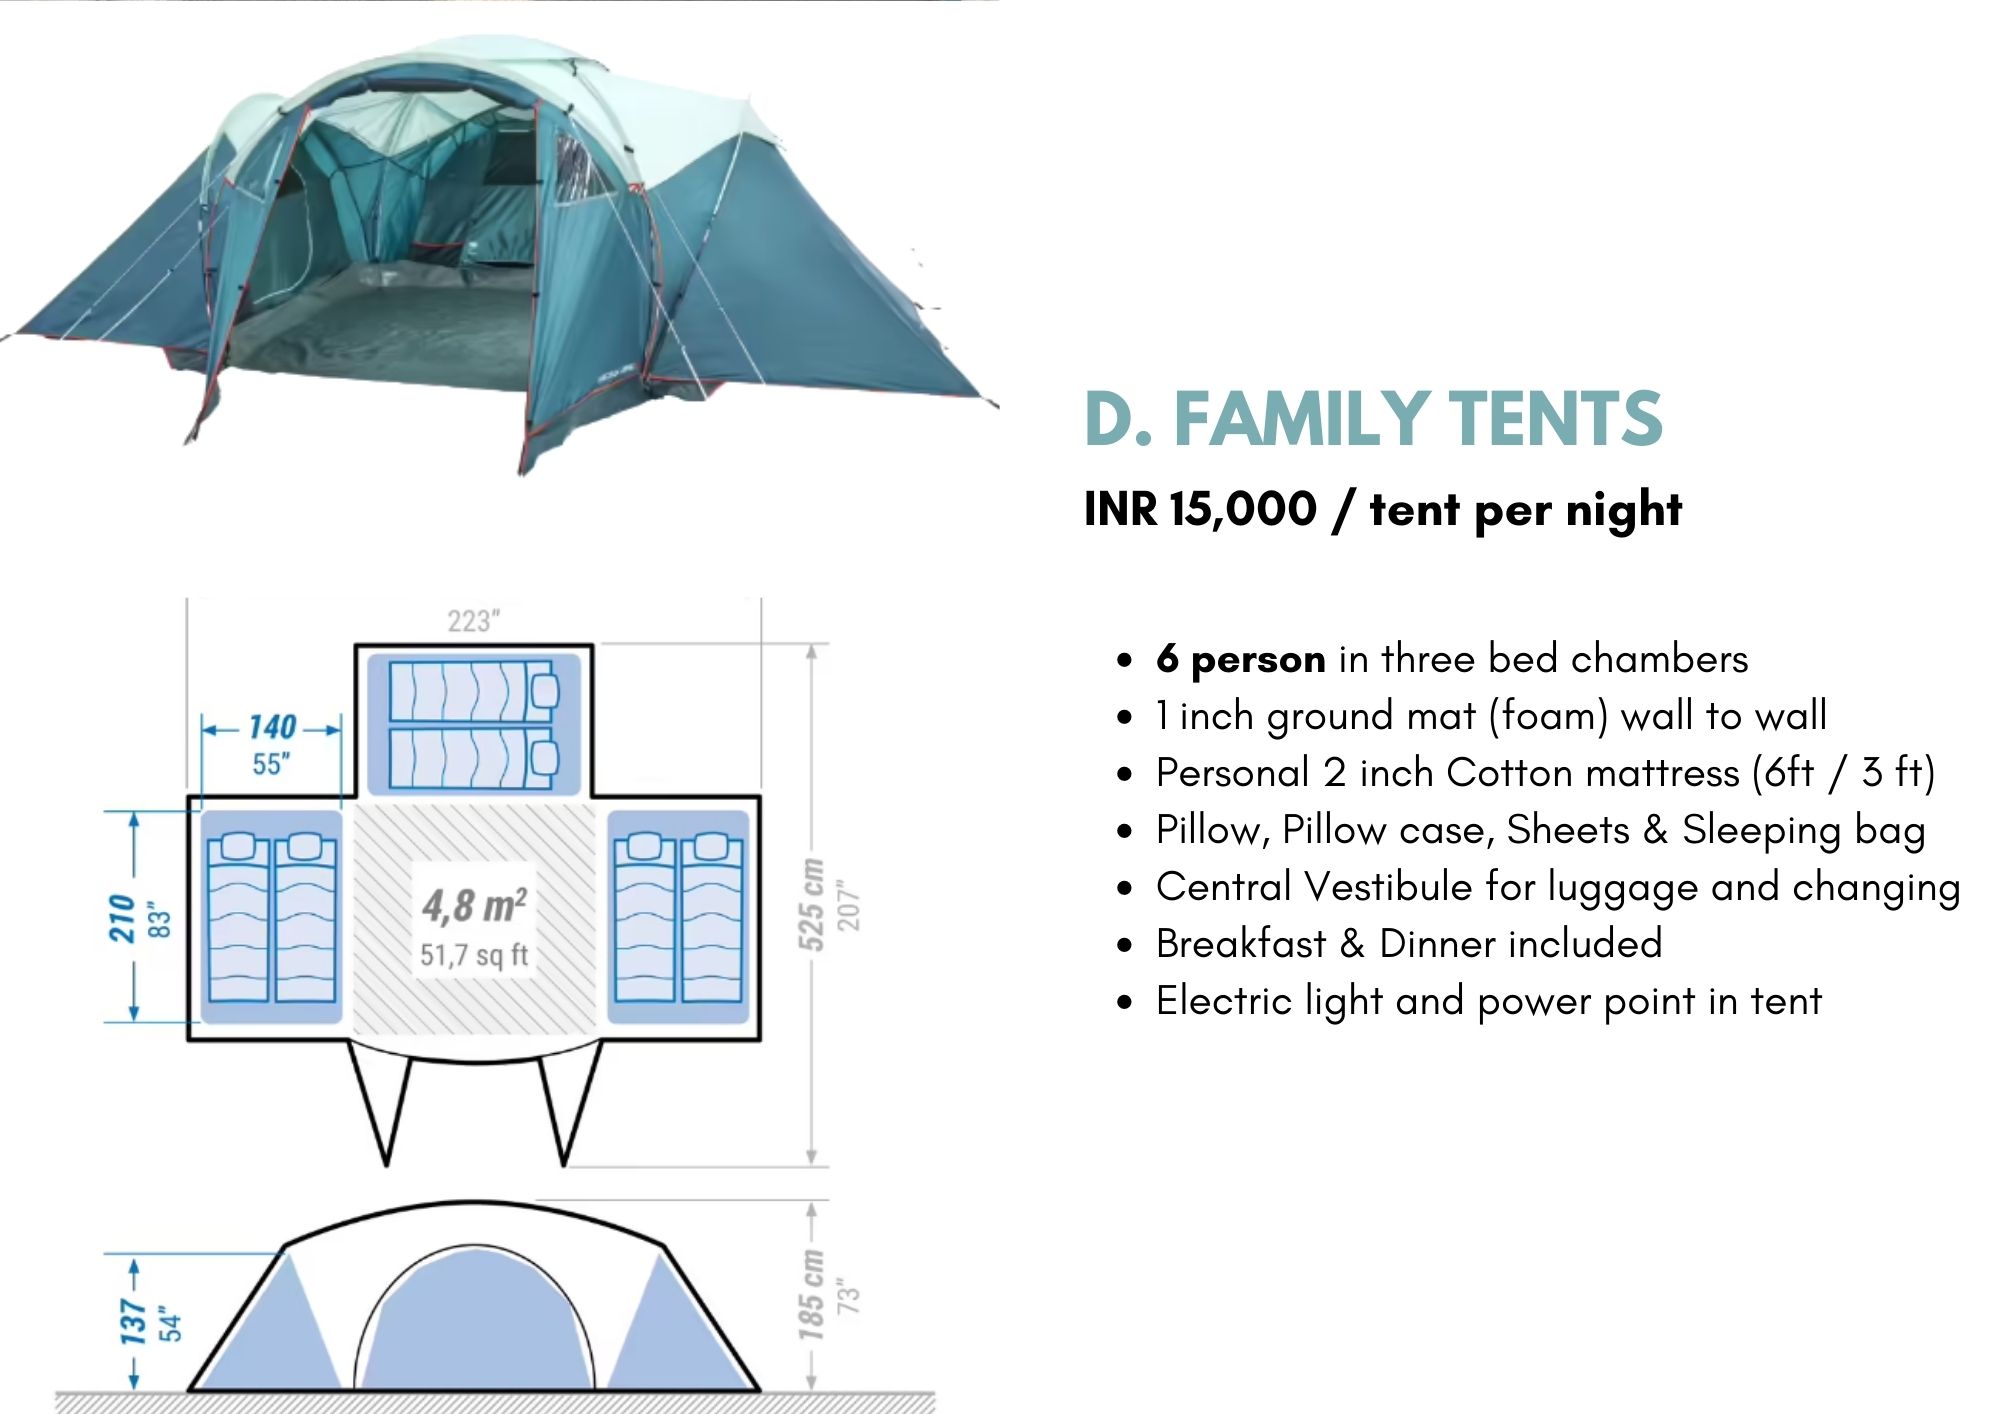 D. FAMILY TENTS
INR 15,000 / tent per night
6 person in three bed chambers
1 inch ground mat (foam) wall to wall
Personal 2 inch Cotton mattress (6ft / 3 ft)
Pillow, Pillow case, Sheets & Sleeping bag
Central Vestibule for luggage and changing
Breakfast & Dinner included
Electric light and power point in tent
223"
140
55"
210
83"
4,8 m²
51,7 sq ft
525 cm
207"
137
54"
185 cm
73"